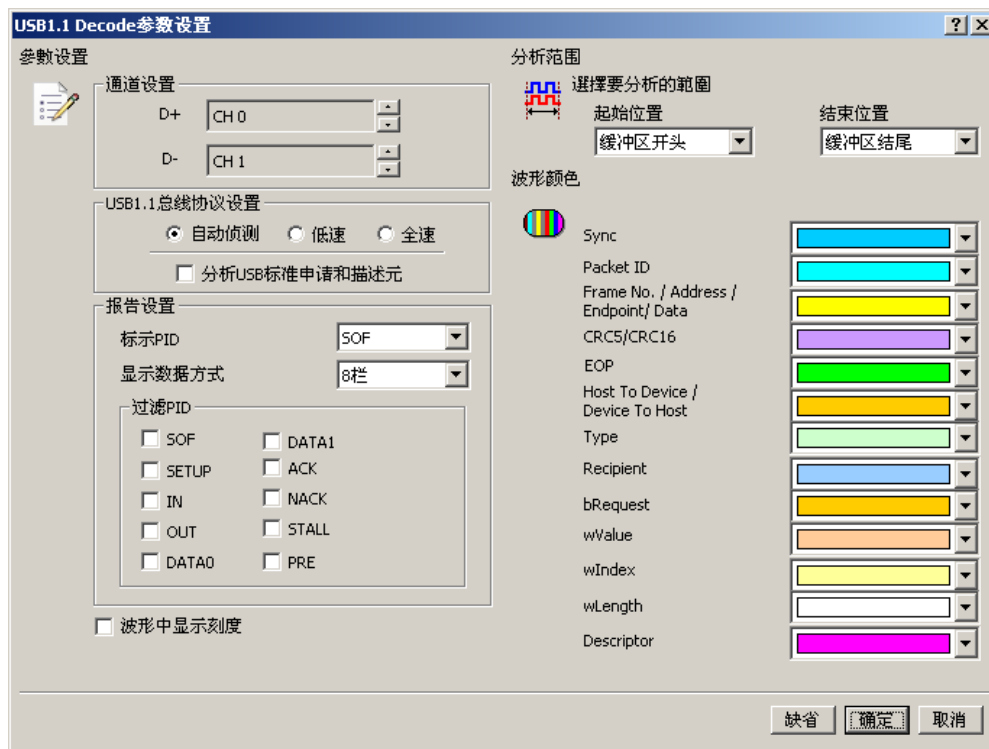 USB1.1 Decode参数设置
參數设置
通道设置
D+
CH 0
D-
CH 1
USB1.1总线协议设置
自动侦测
低速
全速
分析USB标准申请和描述元
报告设置
标示PID
SOF
显示数据方式
8栏
过滤PID
SOF
DATA1
SETUP
ACK
IN
NACK
OUT
STALL
DATA0
PRE
波形中显示刻度
分析范围
選擇要分析的範圍
起始位置
结束位置
缓冲区开头
缓冲区结尾
波形颜色
Sync
Packet ID
Frame No. / Address /
Endpoint/ Data
CRC5/CRC16
EOP
Host To Device /
Device To Host
Type
Recipient
bRequest
wValue
wIndex
wLength
Descriptor
缺省
确定
取消